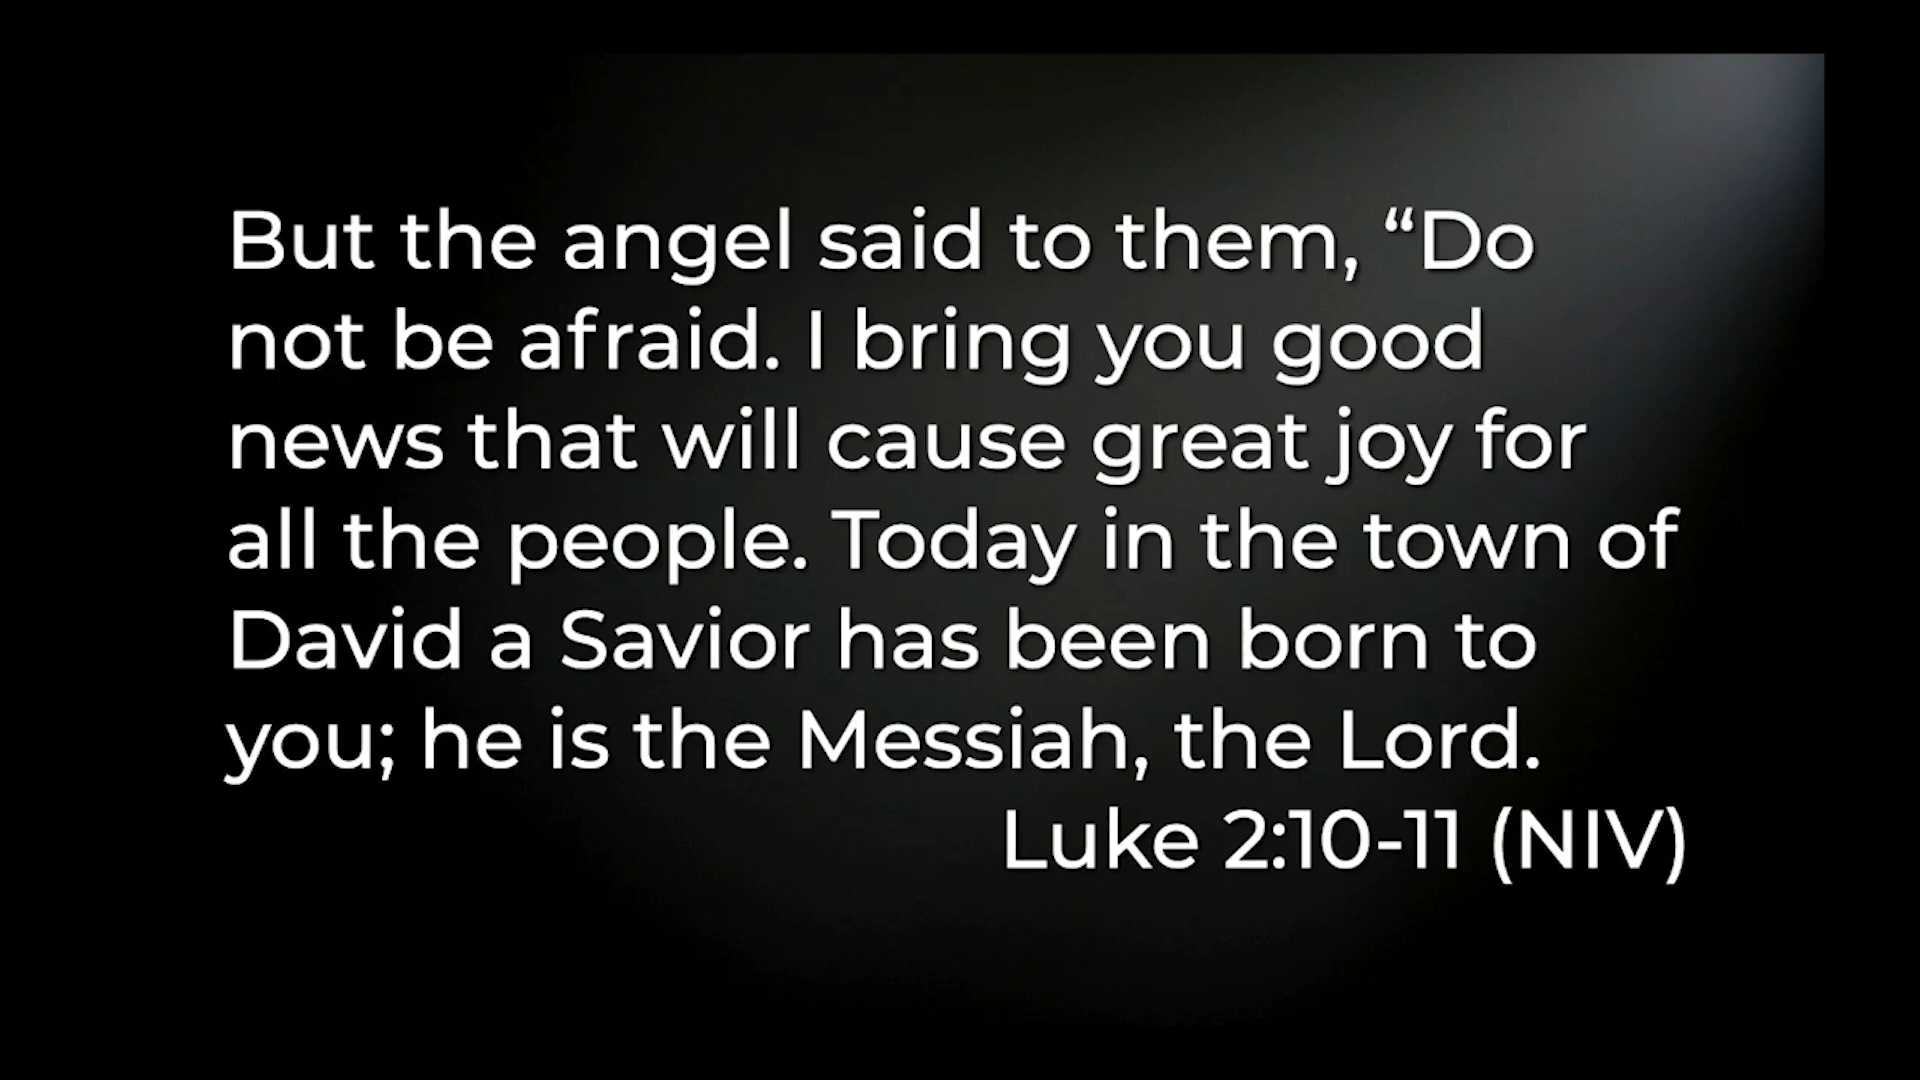 But the angel said to them, “Do
not be afraid. I bring you good
news that will cause great joy for
all the people. Today in the town of
David a Savior has been born to
you; he is the Messiah, the Lord.
Luke 2:10-11 (NIV)